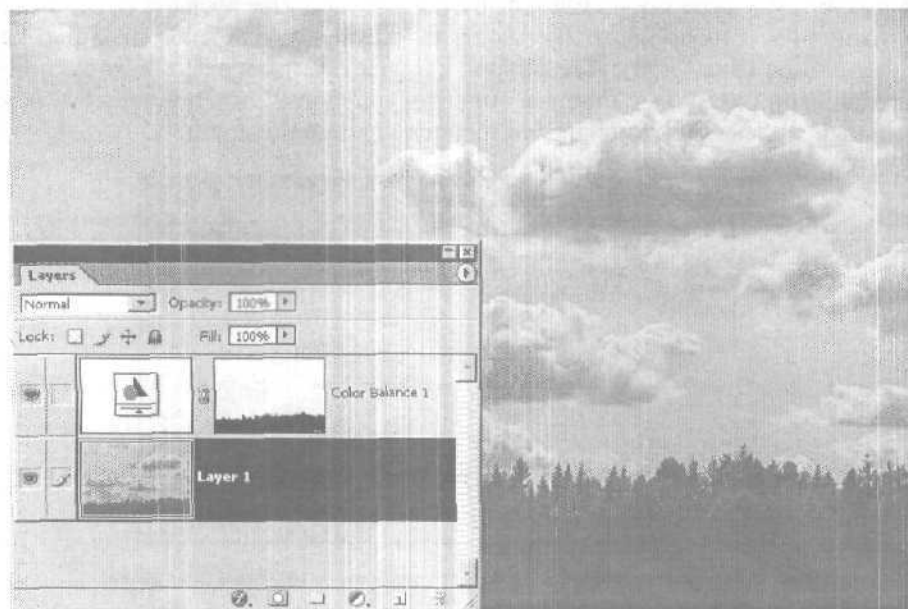 Layers
Normal Opacity: 100%
Lock: Fill: 100%
Color Balance 1
Layer 1